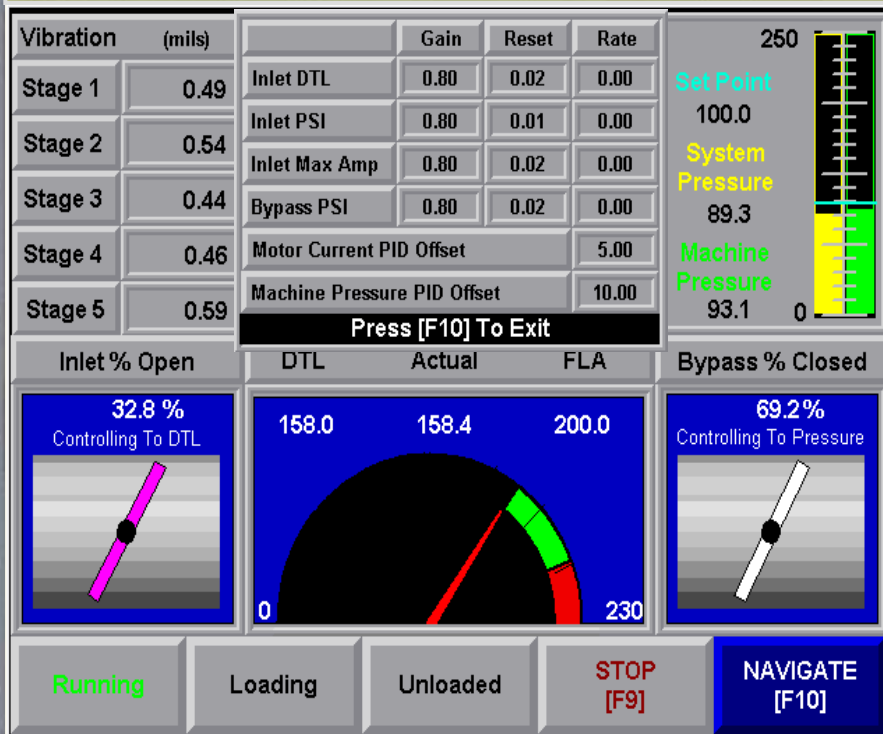 Vibration (mils)
Stage 1 0.49
Stage 2 0.54
Stage 3 0.44
Stage 4 0.46
Stage 5 0.59
Gain Reset Rate
Inlet DTL 0.80 0.02 0.00
Inlet PSI 0.80 0.01 0.00
Inlet Max Amp 0.80 0.02 0.00
Bypass PSI 0.80 0.02 0.00
Motor Current PID Offset 5.00
Machine Pressure PID Offset 10.00
Press [F10] To Exit
250
Set Point
100.0
System
Pressure
89.3
Machine
Pressure
93.1 0
Inlet % Open
32.8 %
Controlling To DTL
DTL Actual FLA
158.0 158.4 200.0
0 230
Bypass % Closed
69.2%
Controlling To Pressure
Running
Loading
Unloaded
STOP
[F9]
NAVIGATE
[F10]